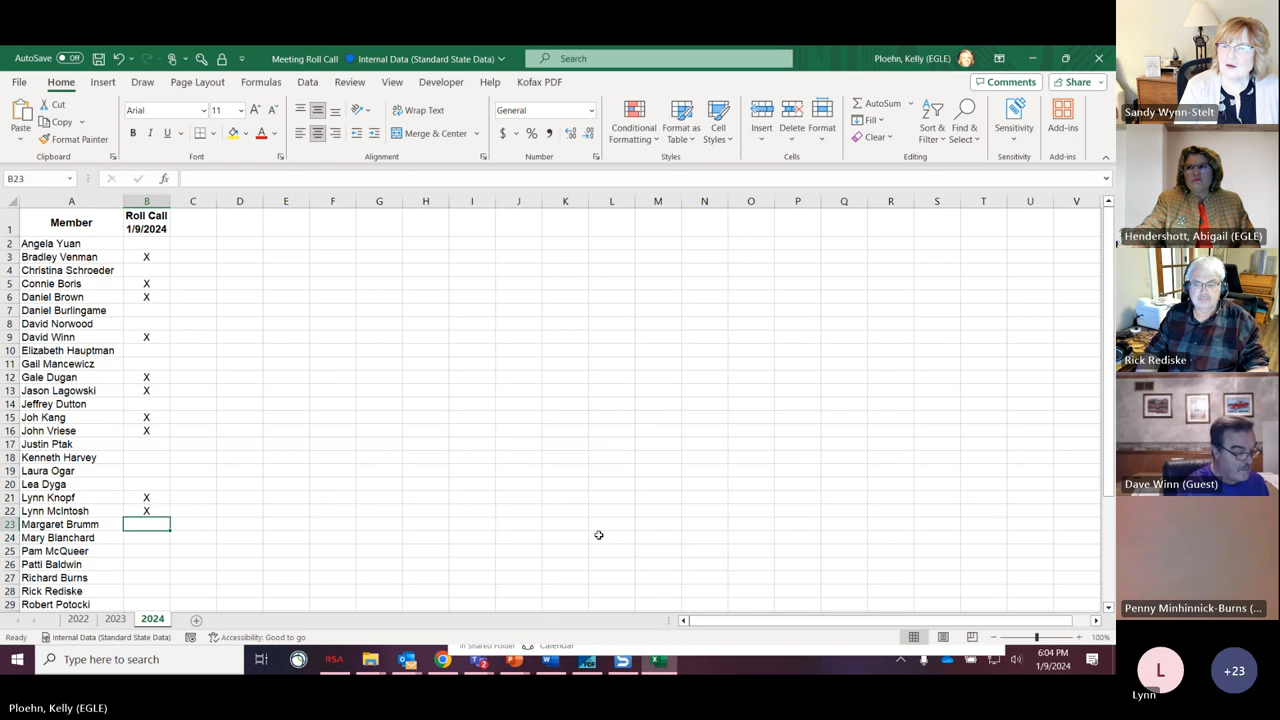 AutoSave Off Meeting Roll Call Internal Data (Standard State Data) Search Ploehn, Kelly (EGLE)
File Home Insert Draw Page Layout Formulas Data Review View Developer Help Kofax PDF Comments Share
Paste Cut Copy Format Painter
Arial 11 A A B I U A
Wrap Text Merge & Center
General $ % ,
Conditional Formatting Format as Table Cell Styles
Insert Delete Format
AutoSum Fill Clear Sort & Filter Find & Select
Sensitivity Add-ins
Clipboard Font Alignment Number Styles Cells Editing Sensitivity Add-ins
B23 fx
A B C D E F G H I J K L M N O P Q R S T U V
1 Member Roll Call 1/9/2024
2 Angela Yuan
3 Bradley Venman X
4 Christina Schroeder
5 Connie Boris X
6 Daniel Brown X
7 Daniel Burlingame
8 David Norwood
9 David Winn X
10 Elizabeth Hauptman
11 Gail Mancewicz
12 Gale Dugan X
13 Jason Lagowski X
14 Jeffrey Dutton
15 Joh Kang X
16 John Vriese X
17 Justin Ptak
18 Kenneth Harvey
19 Laura Ogar
20 Lea Dyga
21 Lynn Knopf X
22 Lynn McIntosh X
23 Margaret Brumm
24 Mary Blanchard
25 Pam McQueer
26 Patti Baldwin
27 Richard Burns
28 Rick Rediske
29 Robert Potocki
2022 2023 2024
Ready Internal Data (Standard State Data) Accessibility: Good to go 100%
In Shared Folder Calendar
Type here to search RSA 6:04 PM
1/9/2024
Ploehn, Kelly (EGLE)
Sandy Wynn-Stelt
Hendershott, Abigail (EGLE)
Rick Rediske
Dave Winn (Guest)
Penny Minhinnick-Burns (...
L +23
Lynn